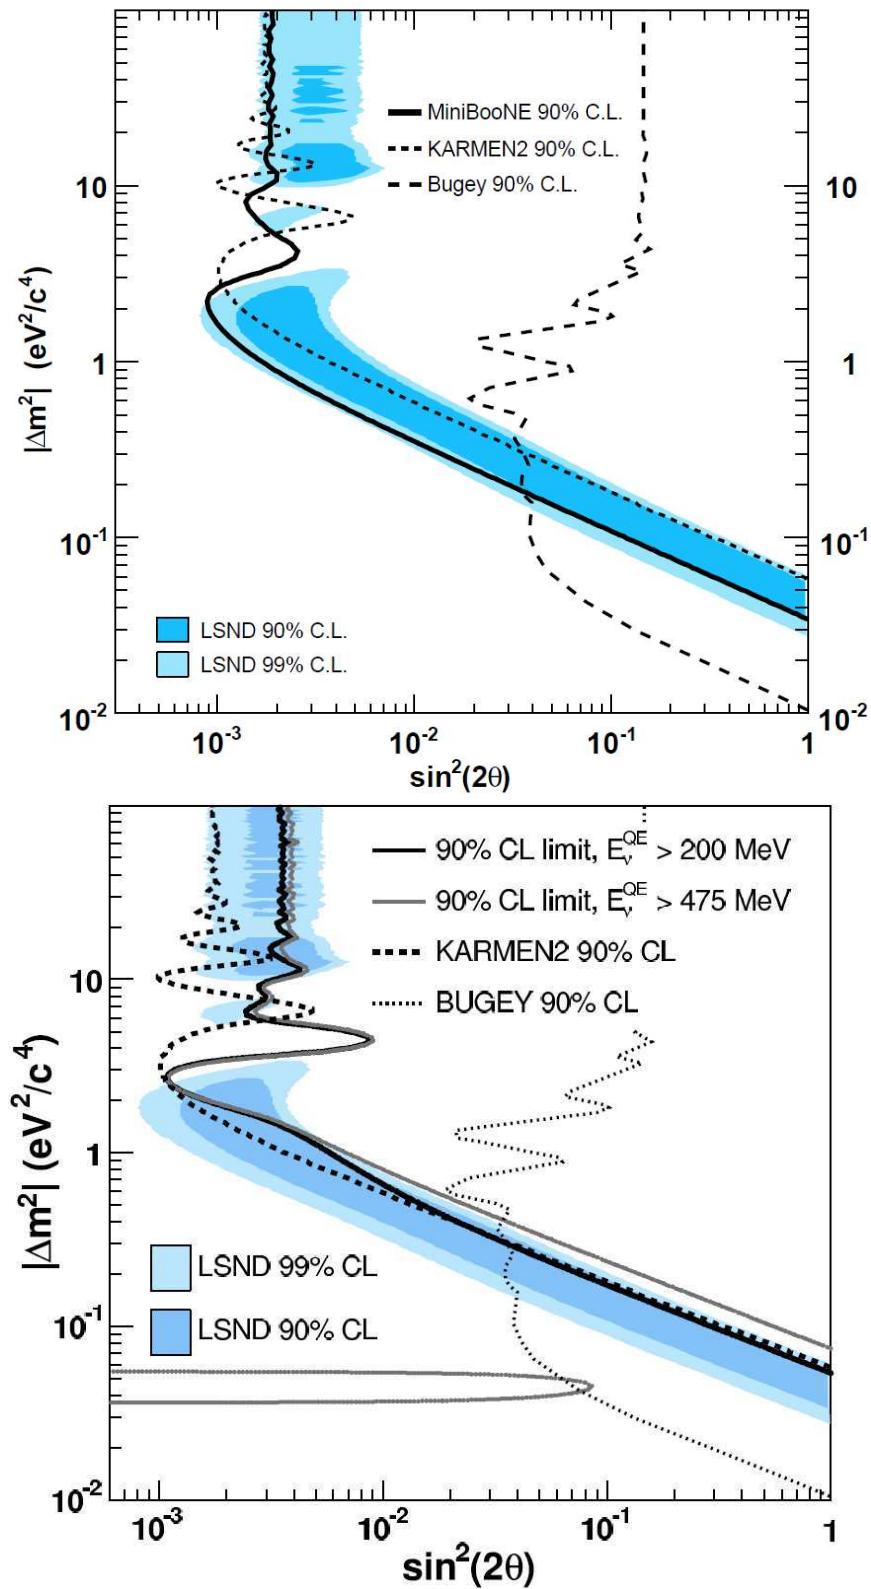 MiniBooNE 90% C.L.
KARMEN2 90% C.L.
Bugey 90% C.L.
10
10
|Δm²| (eV²/c⁴)
1
1
10⁻¹
10⁻¹
LSND 90% C.L.
LSND 99% C.L.
10⁻²
10⁻²
10⁻³
10⁻²
10⁻¹
1
sin²(2θ)
90% CL limit, E_ν^QE > 200 MeV
90% CL limit, E_ν^QE > 475 MeV
KARMEN2 90% CL
BUGEY 90% CL
10
|Δm²| (eV²/c⁴)
1
LSND 99% CL
LSND 90% CL
10⁻¹
10⁻²
10⁻³
10⁻²
10⁻¹
1
sin²(2θ)